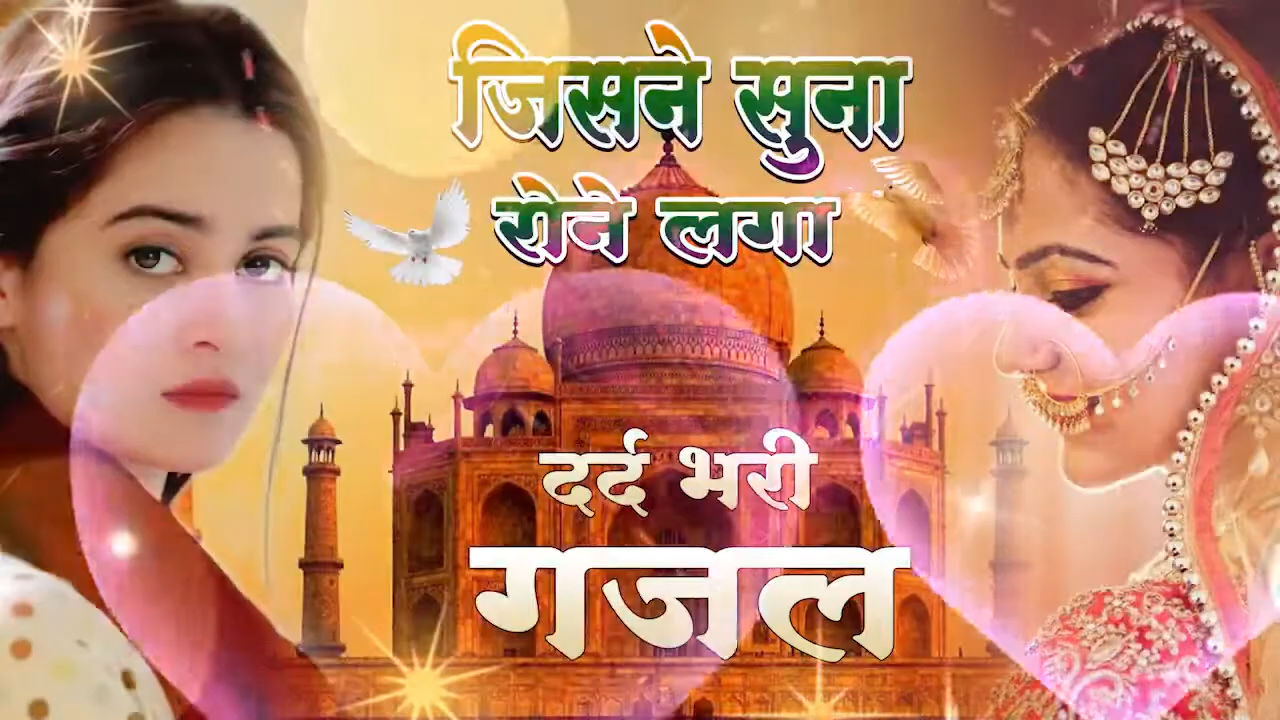 जिसने सुना
रोने लगा
दर्द भरी
गजल